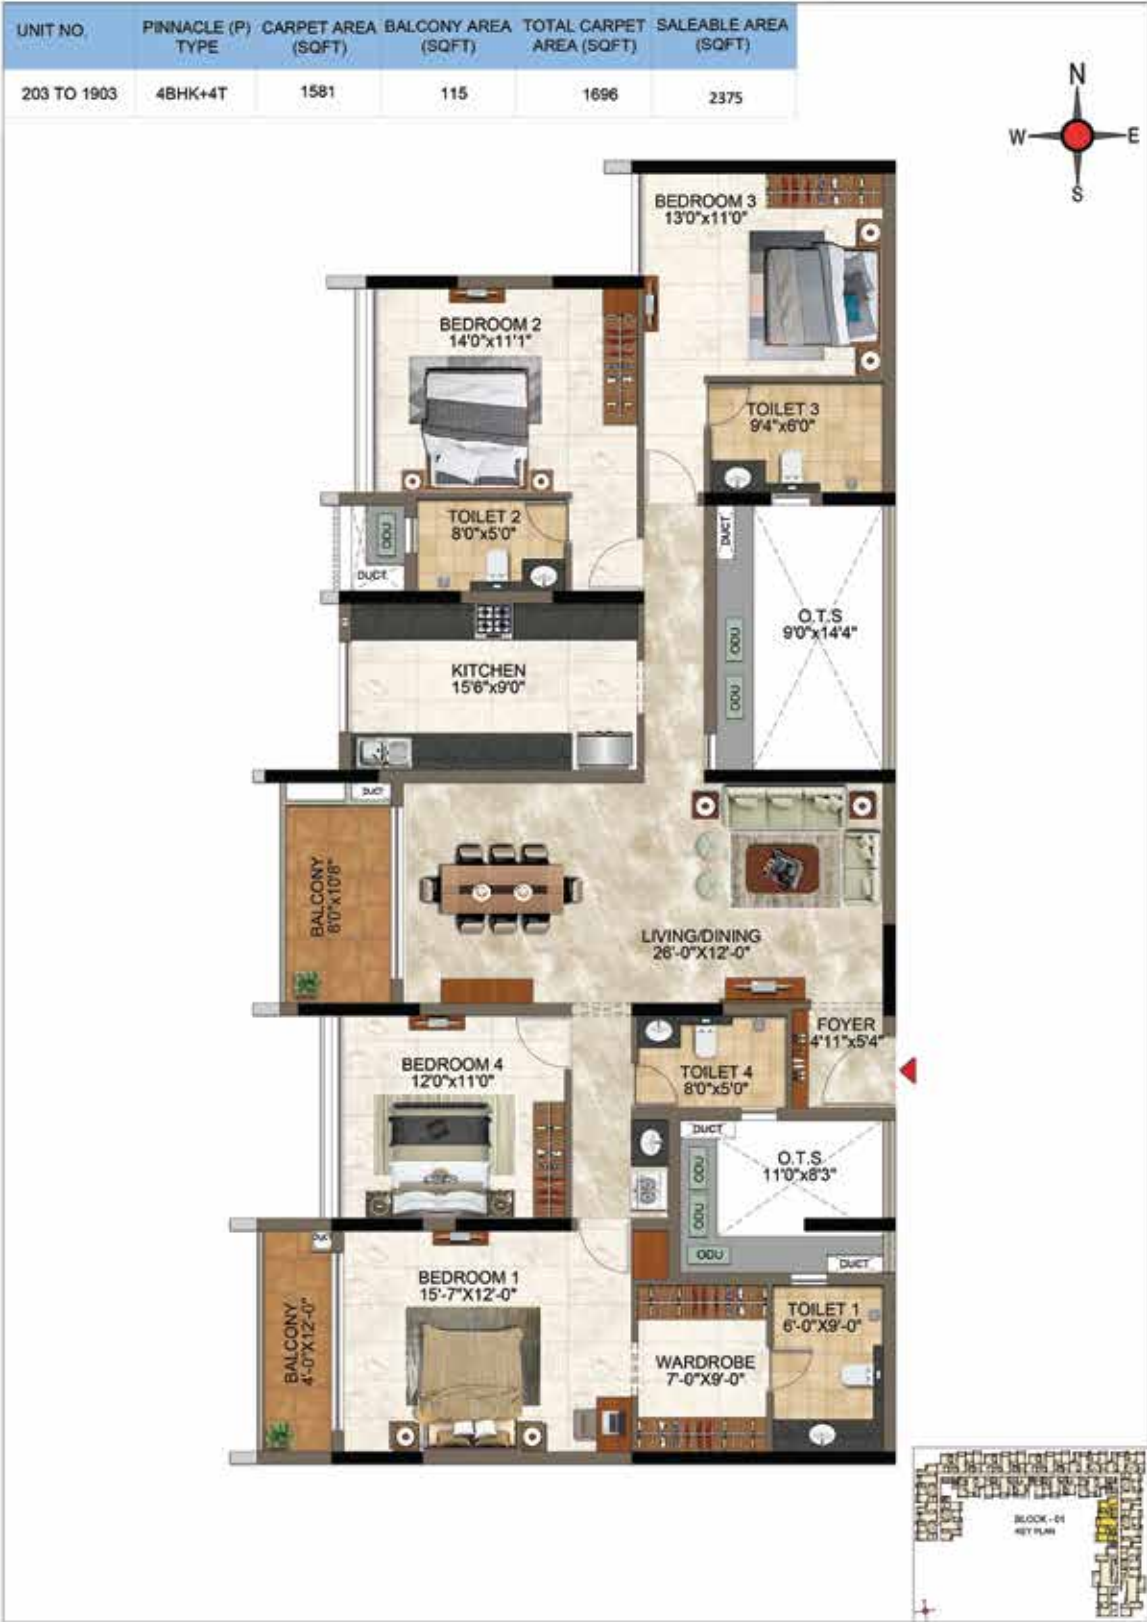 UNIT NO. PINNACLE (P) CARPET AREA BALCONY AREA TOTAL CARPET SALEABLE AREA
TYPE (SQFT) (SQFT) AREA (SQFT) (SQFT)
203 TO 1903 4BHK+4T 1581 115 1696 2375
N
W E
S
BEDROOM 3
13'0"x11'0"
BEDROOM 2
14'0"x11'1"
TOILET 3
9'4"x6'0"
TOILET 2
8'0"x5'0"
ODU
DUCT
DUCT
O.T.S
9'0"x14'4"
ODU
ODU
KITCHEN
15'6"x9'0"
DUCT
BALCONY
8'0"x10'8"
LIVING/DINING
26'-0"X12'-0"
FOYER
4'11"x5'4"
BEDROOM 4
12'0"x11'0"
TOILET 4
8'0"x5'0"
DUCT
O.T.S
11'0"x8'3"
ODU
ODU
ODU
DUCT
DUCT
BEDROOM 1
15'-7"X12'-0"
BALCONY
4'-0"X12'-0"
TOILET 1
6'-0"X9'-0"
WARDROBE
7'-0"X9'-0"
BLOCK - 01
KEY PLAN